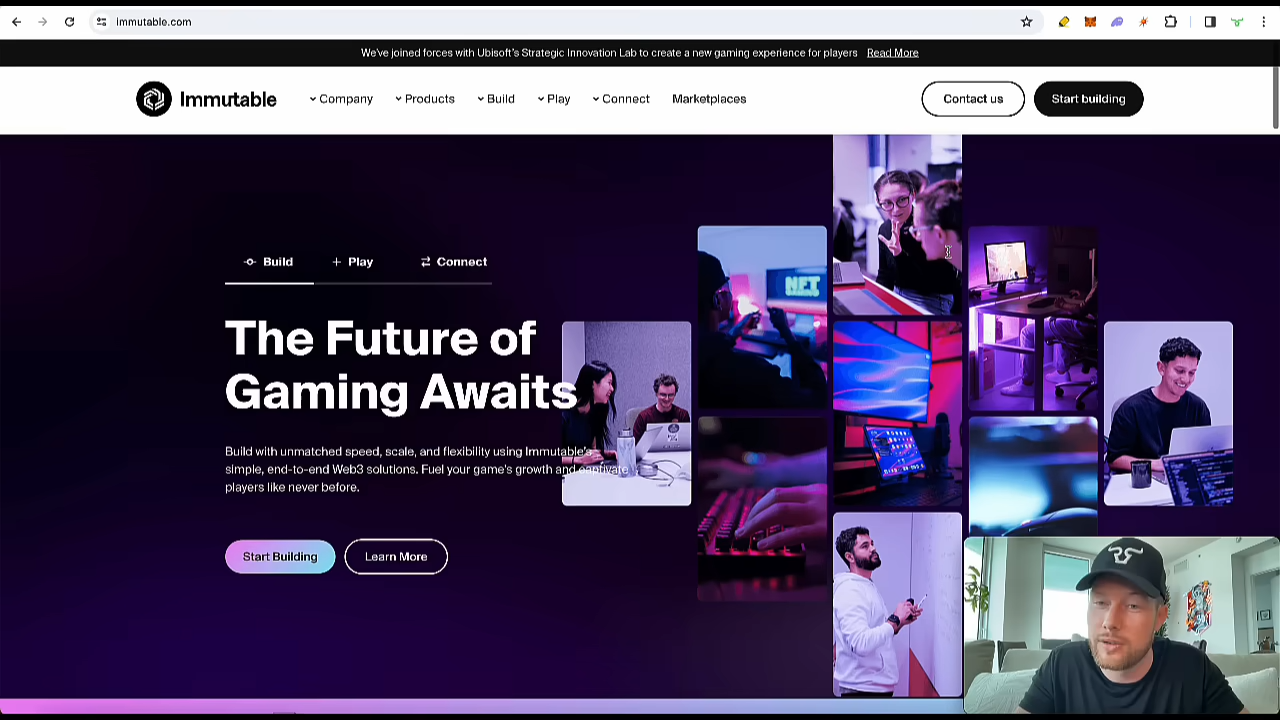 Immutable.com
We've joined forces with Ubisoft's Strategic Innovation Lab to create a new gaming experience for players Read More
Immutable
Company Products Build Play Connect Marketplaces
Contact us Start building
Build Play Connect
The Future of
Gaming Awaits
Build with unmatched speed, scale, and flexibility using Immutable's
simple, end-to-end Web3 solutions. Fuel your game's growth and captivate
players like never before.
Start Building Learn More
NFT